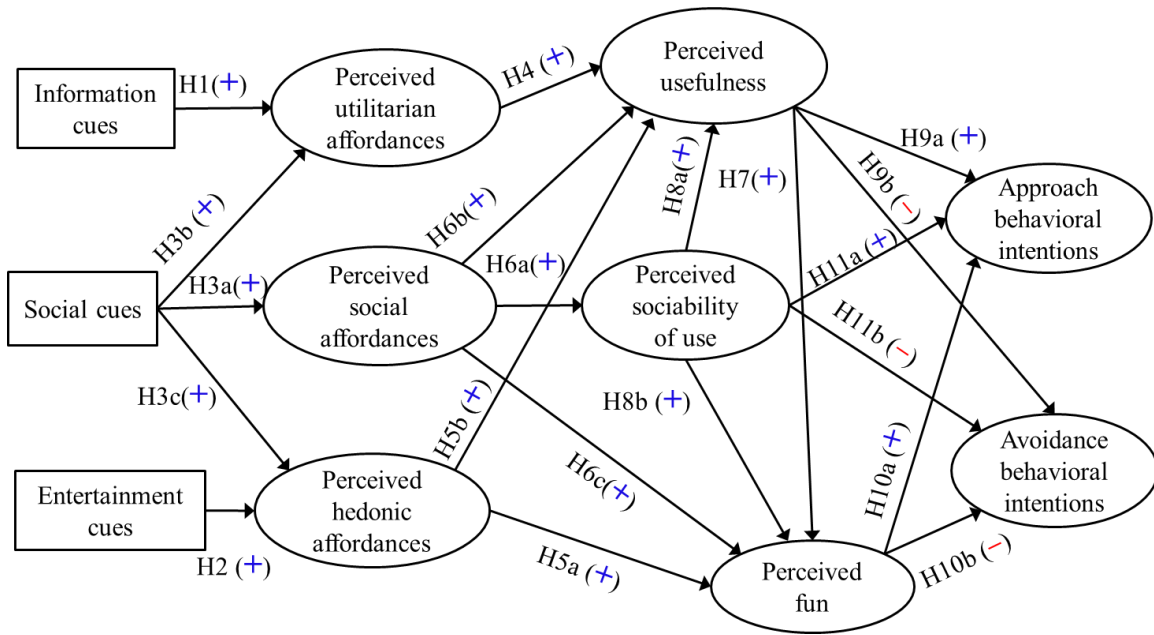 Information
cues
H1(+)
Perceived
utilitarian
affordances
H4 (+)
Perceived
usefulness
H3b (+)
H6b(+)
H8a(+)
H7(+)
H9a (+)
H9b (−)
Approach
behavioral
intentions
Social cues
H3a(+)
Perceived
social
affordances
H6a(+)
Perceived
sociability
of use
H11a (+)
H11b (−)
H3c(+)
H5b (+)
H6c(+)
H8b (+)
H10a (+)
Avoidance
behavioral
intentions
Entertainment
cues
H2 (+)
Perceived
hedonic
affordances
H5a (+)
Perceived
fun
H10b (−)